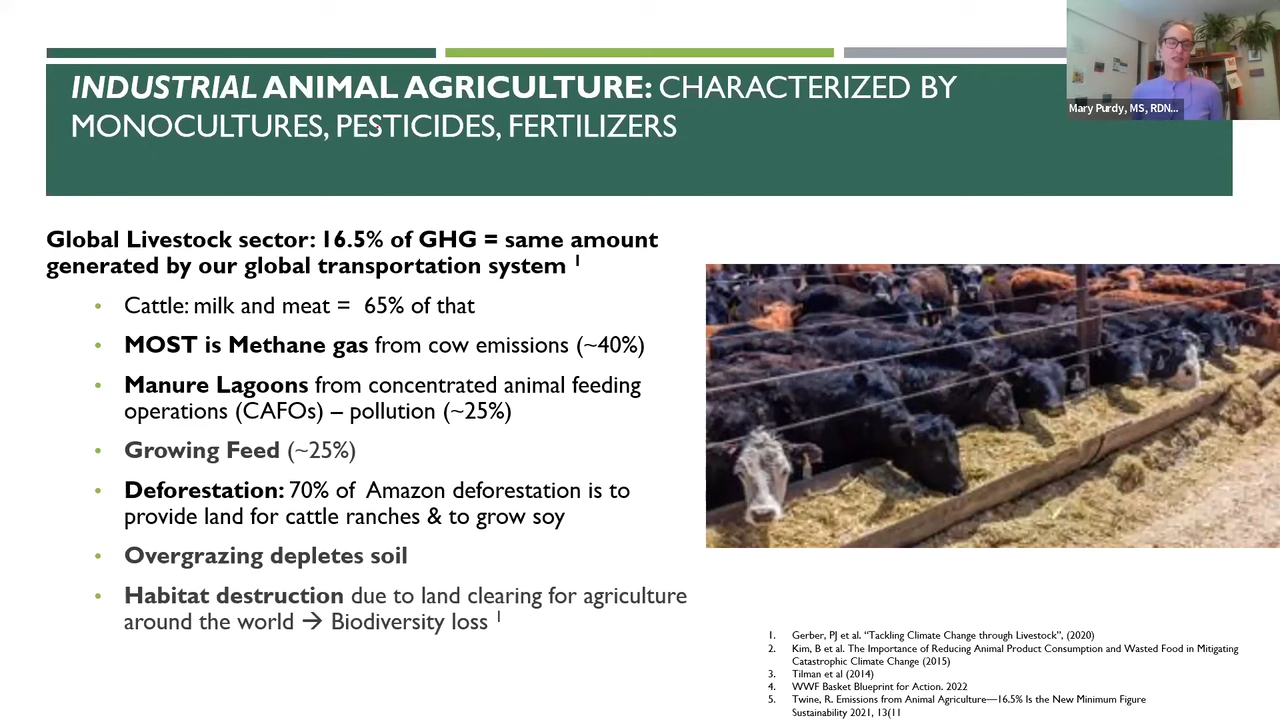 INDUSTRIAL ANIMAL AGRICULTURE: CHARACTERIZED BY
MONOCULTURES, PESTICIDES, FERTILIZERS
Mary Purdy, MS, RDN...
Global Livestock sector: 16.5% of GHG = same amount
generated by our global transportation system 1
• Cattle: milk and meat = 65% of that
• MOST is Methane gas from cow emissions (~40%)
• Manure Lagoons from concentrated animal feeding
operations (CAFOs) – pollution (~25%)
• Growing Feed (~25%)
• Deforestation: 70% of Amazon deforestation is to
provide land for cattle ranches & to grow soy
• Overgrazing depletes soil
• Habitat destruction due to land clearing for agriculture
around the world → Biodiversity loss 1
1. Gerber, PJ et al. “Tackling Climate Change through Livestock”, (2020)
2. Kim, B et al. The Importance of Reducing Animal Product Consumption and Wasted Food in Mitigating
Catastrophic Climate Change (2015)
3. Tilman et al (2014)
4. WWF Basket Blueprint for Action. 2022
5. Twine, R. Emissions from Animal Agriculture—16.5% Is the New Minimum Figure
Sustainability 2021, 13(11